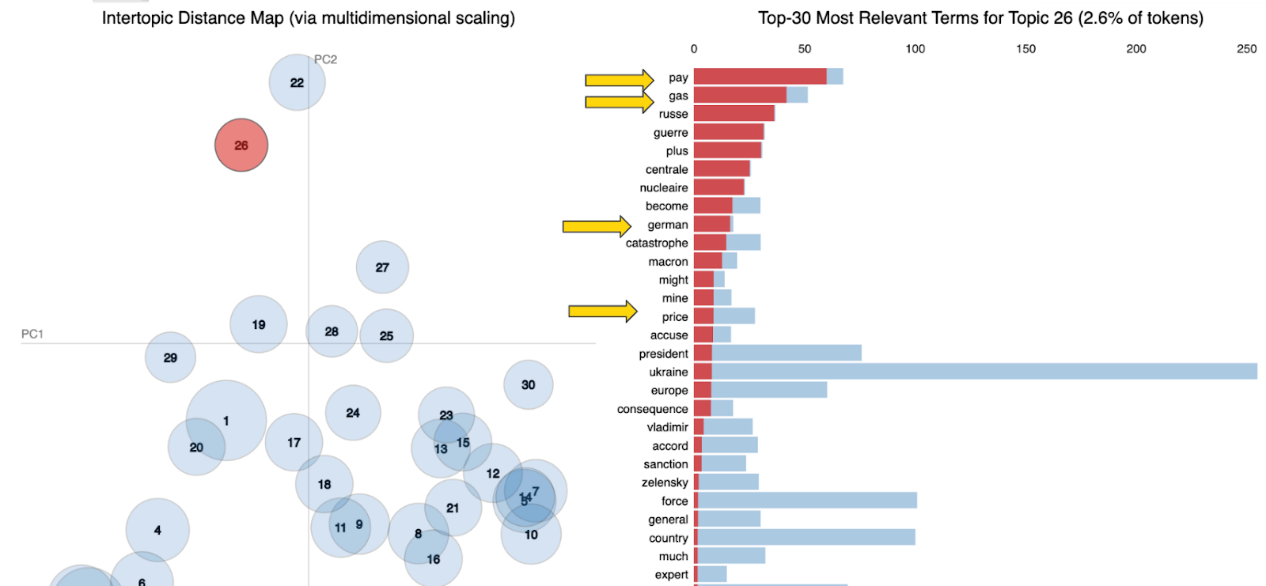 Intertopic Distance Map (via multidimensional scaling)
PC2
22
26
27
19
28
25
PC1
29
30
1
24
23
20
17
13
15
12
18
7
14
5
21
11
9
4
8
10
16
6
Top-30 Most Relevant Terms for Topic 26 (2.6% of tokens)
0 50 100 150 200 250
pay
gas
russe
guerre
plus
centrale
nucleaire
become
german
catastrophe
macron
might
mine
price
accuse
president
ukraine
europe
consequence
vladimir
accord
sanction
zelensky
force
general
country
much
expert